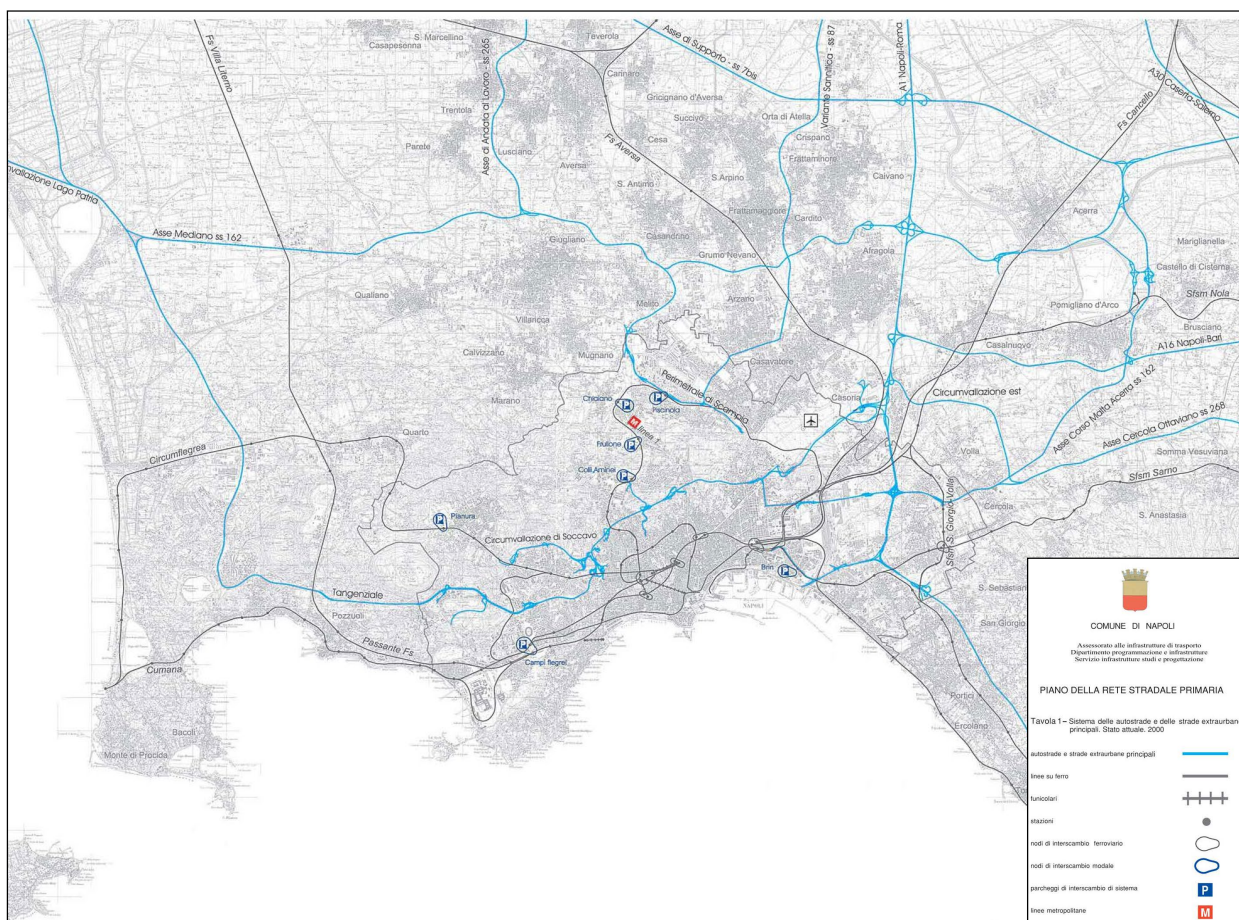 Fs Villa Literno
S. Marcellino
Casapesenna
Teverola
Asse di Supporto - ss 7bis
Variante Sannitica - ss 87
A1 Napoli-Roma
A30 Caserta-Salerno
Fs Cancello
Carinaro
Gricignano d'Aversa
Trentola
Asse di Andata al Lavoro - ss 265
Succivo
Orta di Atella
Parete
Lusciano
Fs Aversa
Cesa
Crispano
Aversa
Frattaminore
S. Antimo
S.Arpino
Caivano
nvallazione Lago Patria
Frattamaggiore
Acerra
Cardito
Asse Mediano ss 162
Giugliano
Casandrino
Grumo Nevano
Afragola
Mariglianella
Castello di Cisterna
Qualiano
Melito
Arzano
Pomigliano d'Arco
Sfsm Nola
Villaricca
Brusciano
Calvizzano
Mugnano
Casavatore
Casalnuovo
A16 Napoli-Bari
Marano
Chiaiano
P
Piscinola
P
Perimetrale di Scampia
Casoria
Circumvallazione est
M
linea 1
Asse Corso Malta Acerra ss 162
Asse Cercola Ottaviano ss 268
Quarto
Circumflegrea
Frullone
P
Volla
Somma Vesuviana
Colli Aminei
P
Sfsm Sarno
Pianura
P
Cercola
S. Anastasia
Circumvallazione di Soccavo
Sfsm S. Giorgio-Volla
Brin
P
Tangenziale
NAPOLI
S. Sebastian
Pozzuoli
San Giorgio
Passante Fs
P
Campi flegrei
Cumana
Portici
Bacoli
Ercolano
Monte di Procida
COMUNE DI NAPOLI
Assessorato alle infrastrutture di trasporto
Dipartimento programmazione e infrastrutture
Servizio infrastrutture studi e progettazione
PIANO DELLA RETE STRADALE PRIMARIA
Tavola 1 – Sistema delle autostrade e delle strade extraurban
principali. Stato attuale. 2000
autostrade e strade extraurbane principali
linee su ferro
funicolari
stazioni
nodi di interscambio ferroviario
nodi di interscambio modale
parcheggi di interscambio di sistema
P
linee metropolitane
M